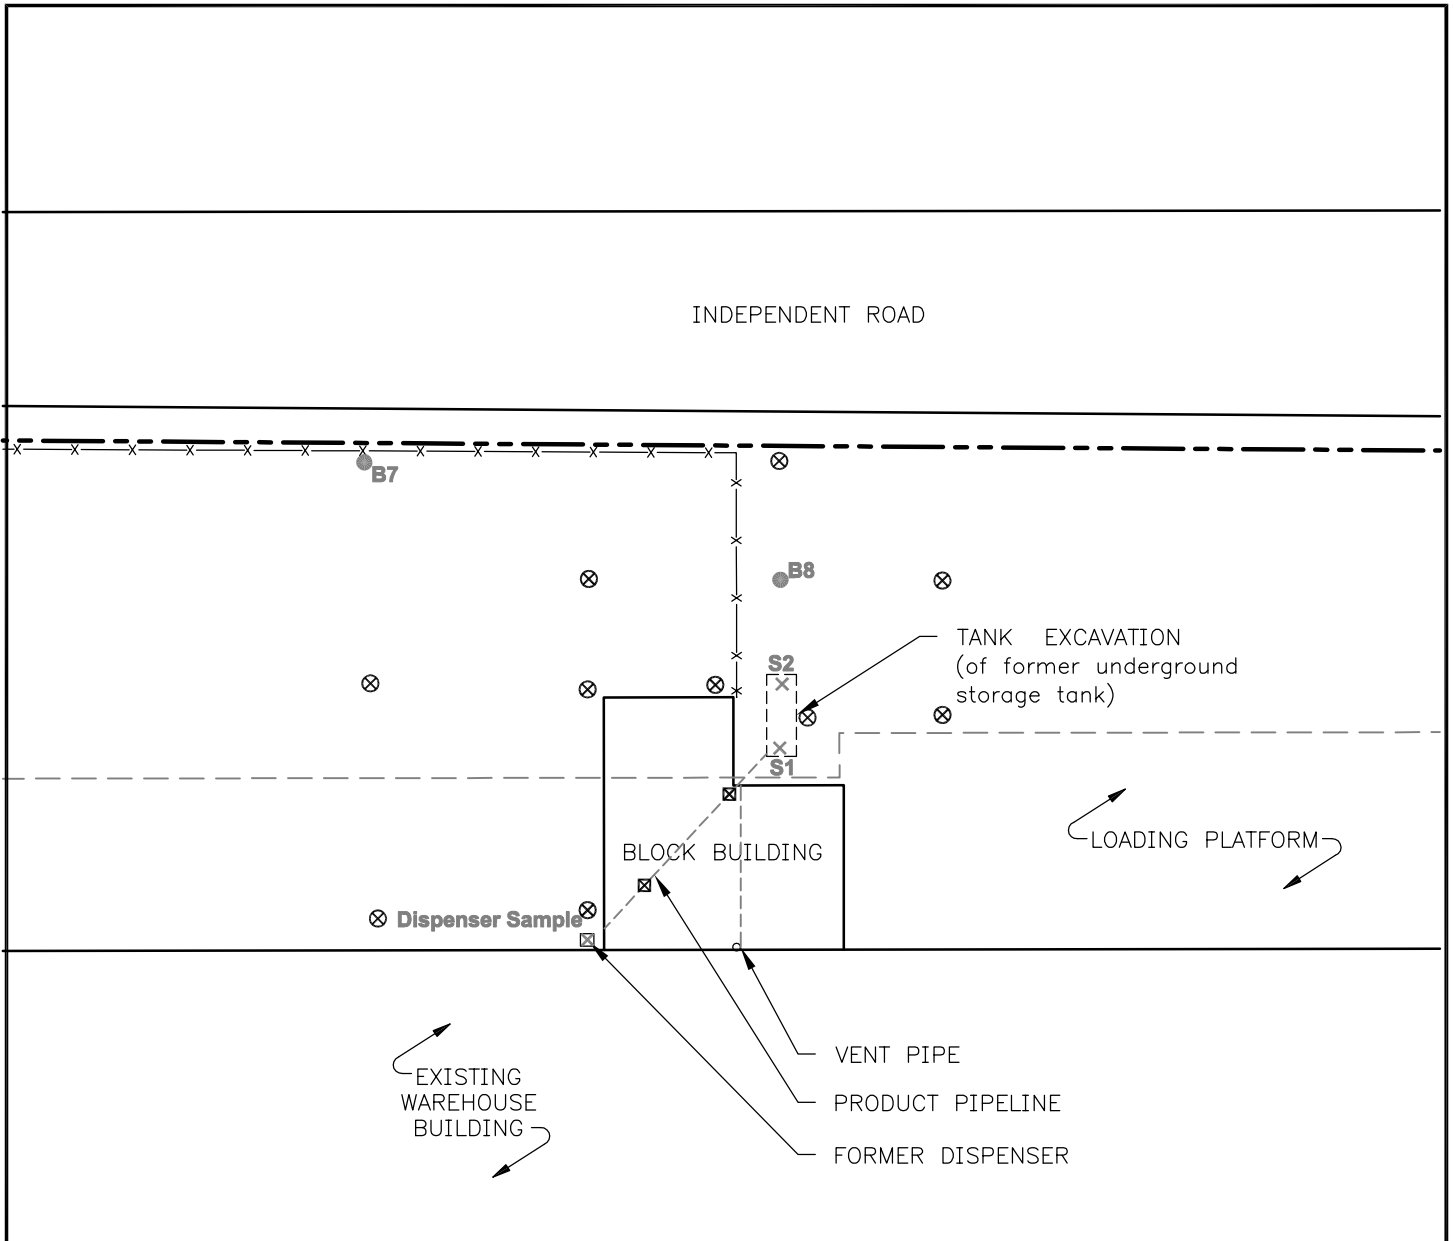 INDEPENDENT ROAD
B7
B8
TANK EXCAVATION
(of former underground
storage tank)
S2
S1
BLOCK BUILDING
LOADING PLATFORM
Dispenser Sample
VENT PIPE
EXISTING
WAREHOUSE
BUILDING
PRODUCT PIPELINE
FORMER DISPENSER